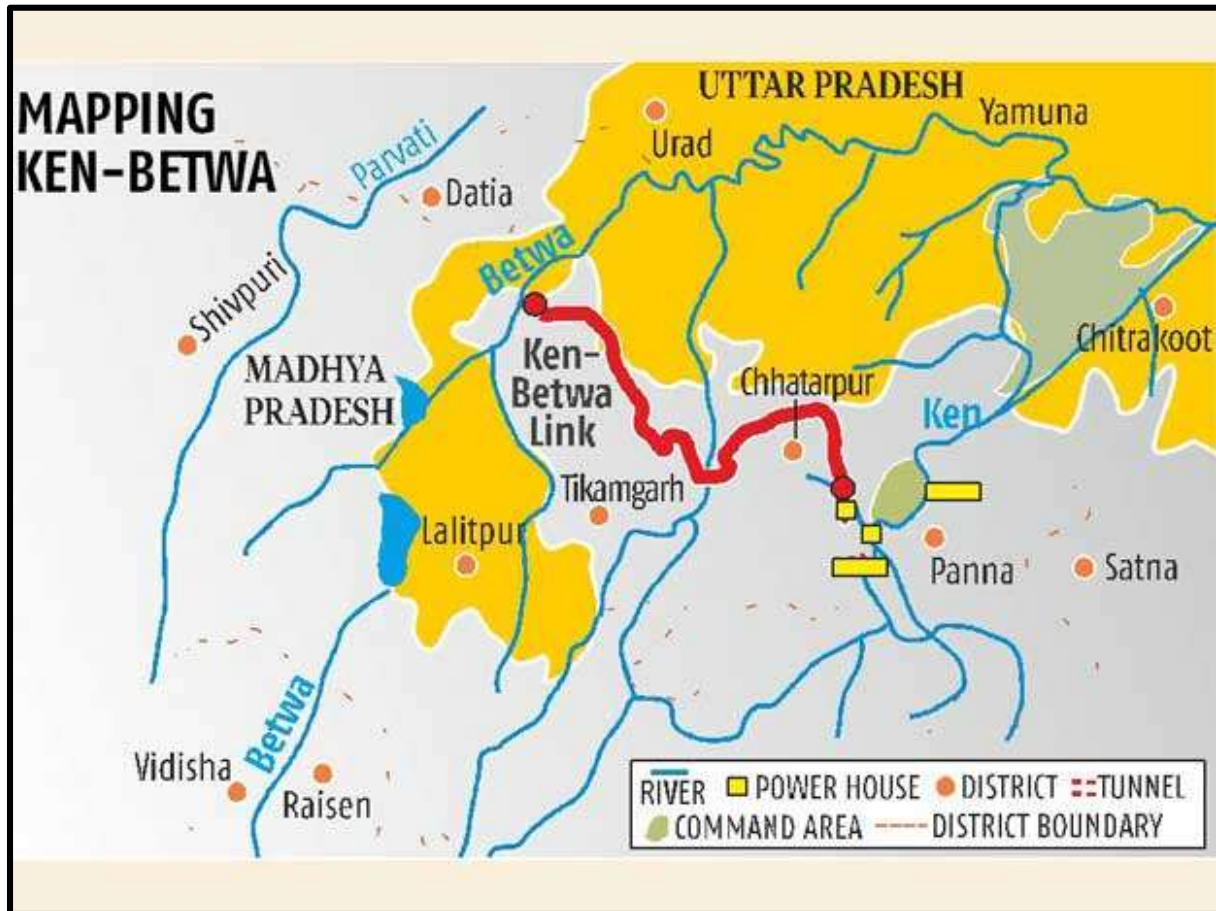 MAPPING
KEN-BETWA
UTTAR PRADESH
Yamuna
Urad
Parvati
Datia
Betwa
Shivpuri
Chitrakoot
MADHYA
PRADESH
Ken-
Betwa
Link
Chhatarpur
Ken
Tikamgarh
Lalitpur
Panna
Satna
Betwa
Vidisha
Raisen
RIVER POWER HOUSE DISTRICT TUNNEL
COMMAND AREA DISTRICT BOUNDARY